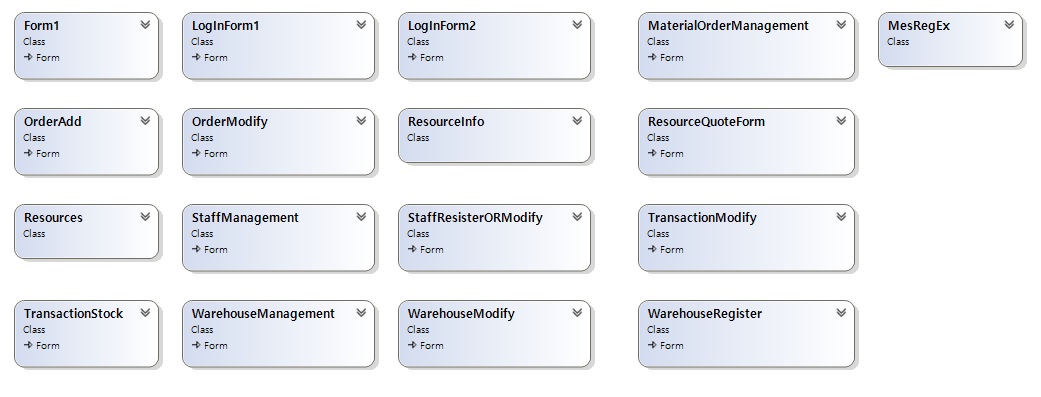 Form1
Class
Form
LogInForm1
Class
Form
LogInForm2
Class
Form
MaterialOrderManagement
Class
Form
MesRegEx
Class
OrderAdd
Class
Form
OrderModify
Class
Form
ResourceInfo
Class
ResourceQuoteForm
Class
Form
Resources
Class
StaffManagement
Class
Form
StaffResisterORModify
Class
Form
TransactionModify
Class
Form
TransactionStock
Class
Form
WarehouseManagement
Class
Form
WarehouseModify
Class
Form
WarehouseRegister
Class
Form